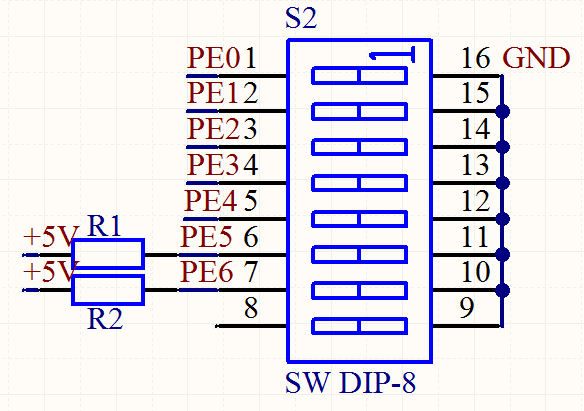 S2
PE0 1 16 GND
1
PE1 2 15
PE2 3 14
PE3 4 13
PE4 5 12
+5V R1 PE5 6 11
+5V PE6 7 10
R2 8 9
SW DIP-8